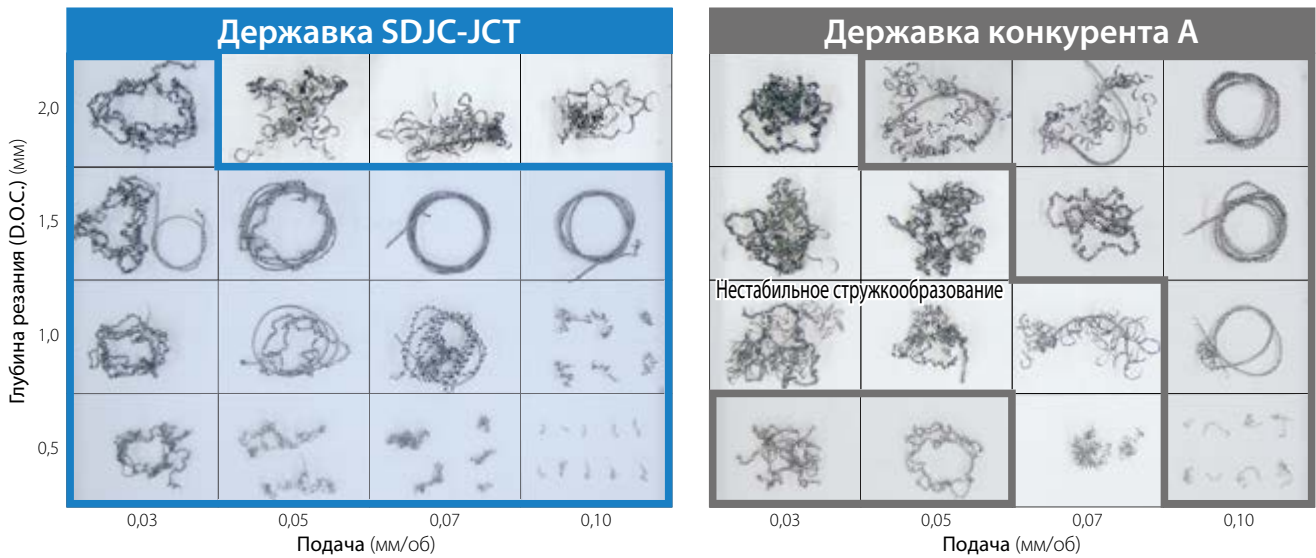 Державка SDJC-JCT
Державка конкурента A
Глубина резания (D.O.C.) (мм)
2,0
1,5
1,0
0,5
Нестабильное стружкообразование
0,03 0,05 0,07 0,10
Подача (мм/об)
0,03 0,05 0,07 0,10
Подача (мм/об)